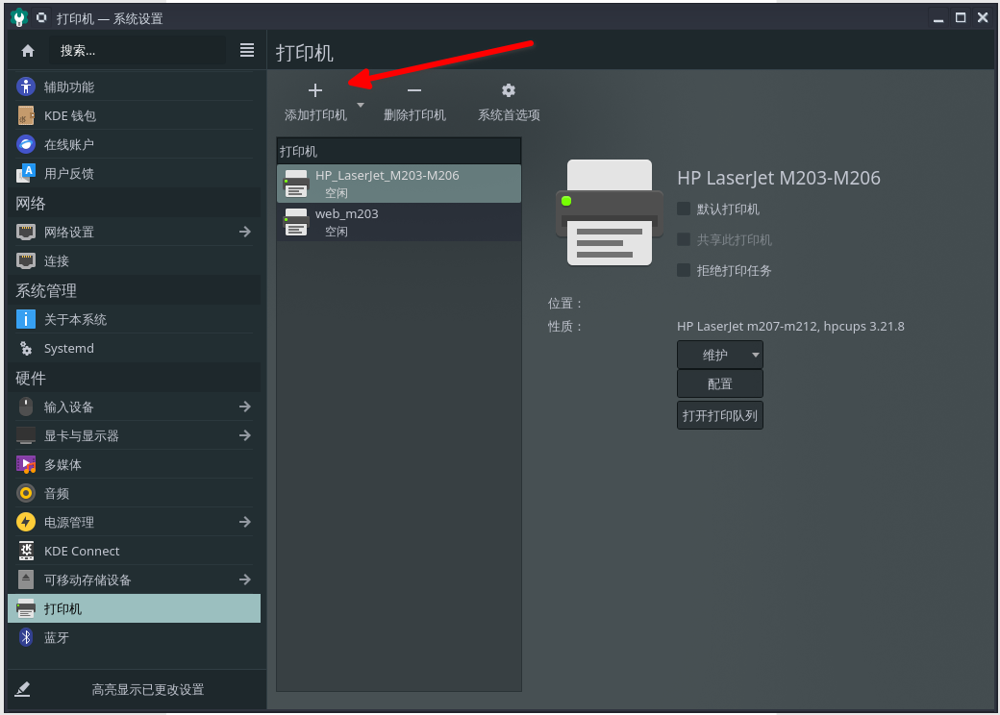 打印机 — 系统设置
搜索...
辅助功能
KDE 钱包
在线账户
用户反馈
网络
网络设置
连接
系统管理
关于本系统
Systemd
硬件
输入设备
显卡与显示器
多媒体
音频
电源管理
KDE Connect
可移动存储设备
打印机
蓝牙
高亮显示已更改设置
打印机
添加打印机
删除打印机
系统首选项
打印机
HP_LaserJet_M203-M206
空闲
web_m203
空闲
HP LaserJet M203-M206
默认打印机
共享此打印机
拒绝打印任务
位置：
性质： HP LaserJet m207-m212, hpcups 3.21.8
维护
配置
打开打印队列